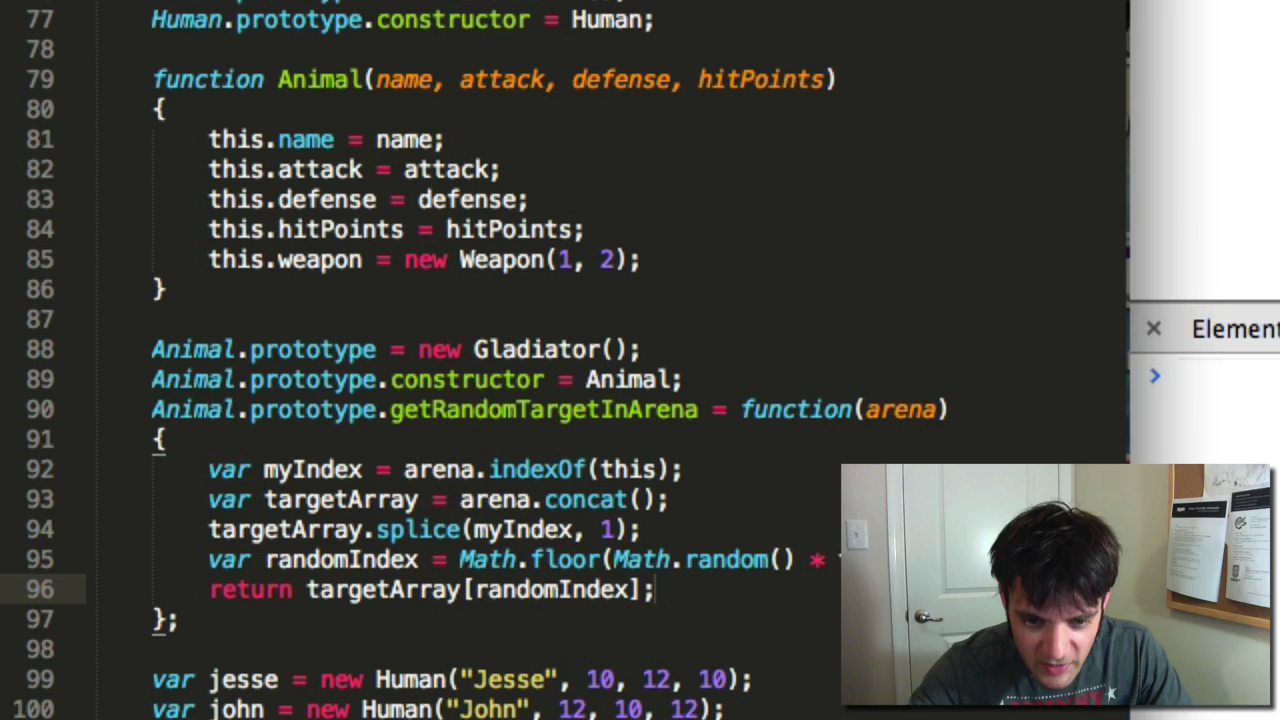 77 Human.prototype.constructor = Human;
78
79 function Animal(name, attack, defense, hitPoints)
80 {
81 this.name = name;
82 this.attack = attack;
83 this.defense = defense;
84 this.hitPoints = hitPoints;
85 this.weapon = new Weapon(1, 2);
86 }
87
88 Animal.prototype = new Gladiator();
89 Animal.prototype.constructor = Animal;
90 Animal.prototype.getRandomTargetInArena = function(arena)
91 {
92 var myIndex = arena.indexOf(this);
93 var targetArray = arena.concat();
94 targetArray.splice(myIndex, 1);
95 var randomIndex = Math.floor(Math.random() *
96 return targetArray[randomIndex];
97 };
98
99 var jesse = new Human("Jesse", 10, 12, 10);
100 var john = new Human("John", 12, 10, 12);
× Element
>